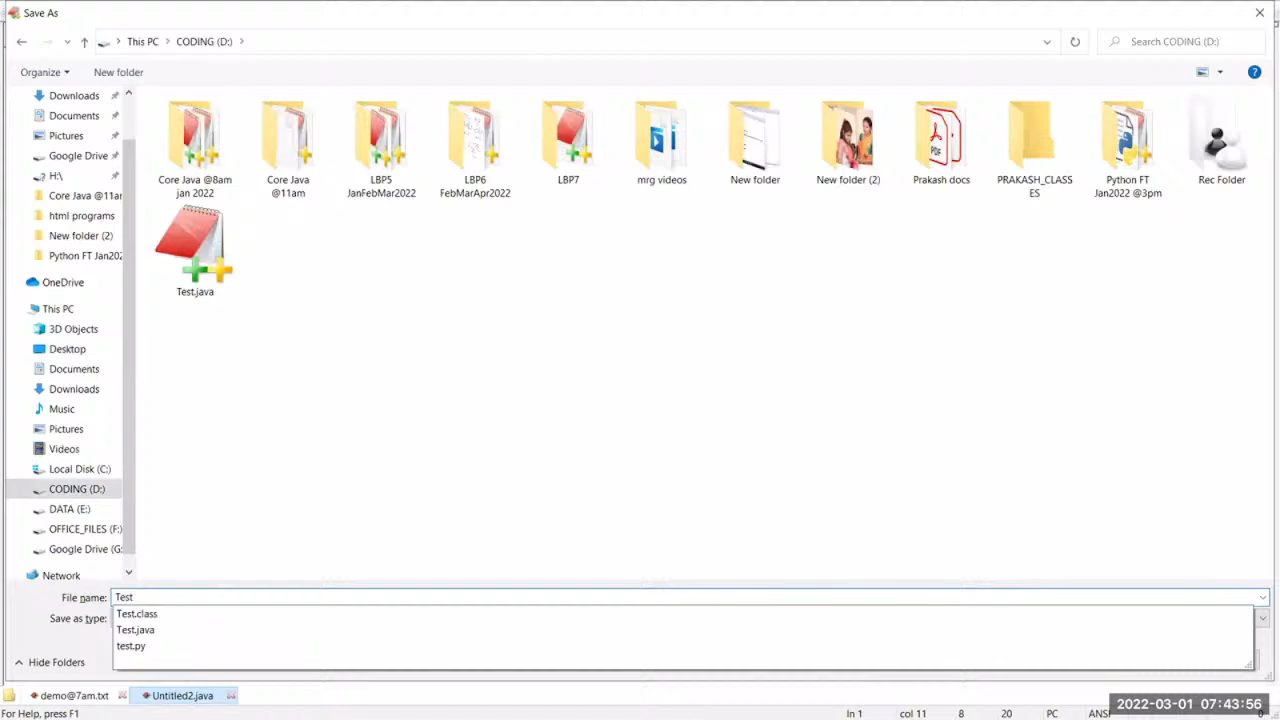 Save As
This PC > CODING (D:) >
Search CODING (D:)
Organize
New folder
?
Downloads
Documents
Pictures
Google Drive
H:\
Core Java @11ar
html programs
New folder (2)
Python FT Jan202
OneDrive
This PC
3D Objects
Desktop
Documents
Downloads
Music
Pictures
Videos
Local Disk (C:)
CODING (D:)
DATA (E:)
OFFICE_FILES (F:)
Google Drive (G:
Network
Core Java @8am
jan 2022
Core Java
@11am
LBP5
JanFebMar2022
LBP6
FebMarApr2022
LBP7
mrg videos
New folder
New folder (2)
PDF
Prakash docs
PRAKASH_CLASS
ES
Python FT
Jan2022 @3pm
Rec Folder
Test.java
File name: Test
Save as type:
Test.class
Test.java
test.py
Hide Folders
demo@7am.txt
Untitled2.java
2022-03-01 07:43:56
For Help, press F1
ln 1 col 11 8 20 PC ANSI